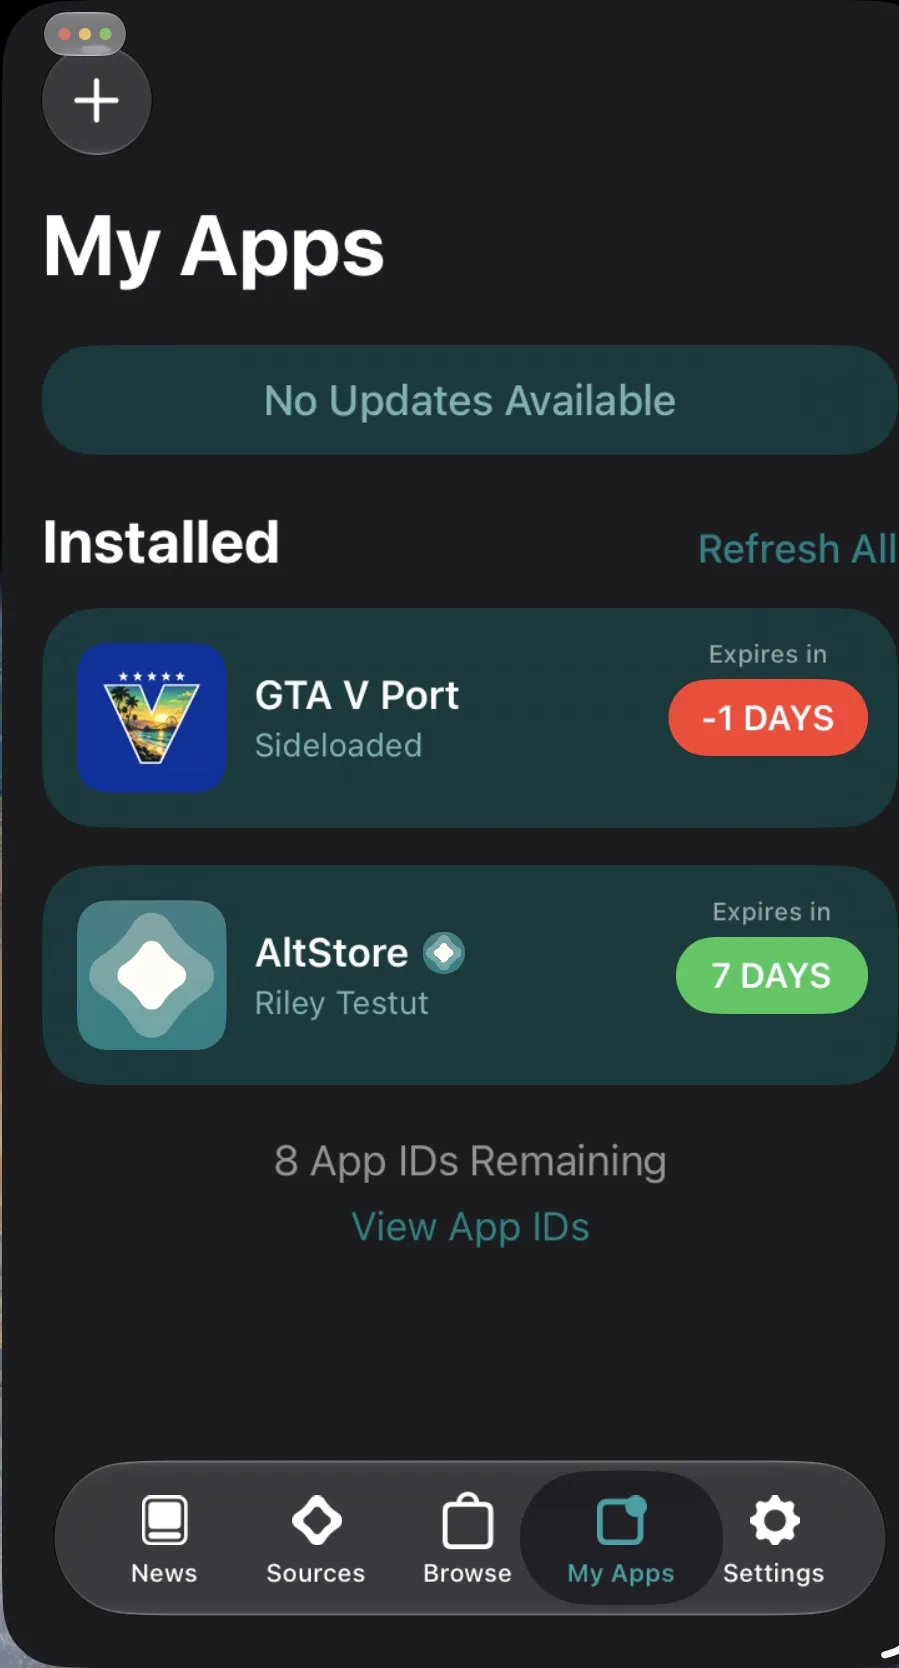 My Apps
No Updates Available
Installed
Refresh All
Expires in
GTA V Port
-1 DAYS
Sideloaded
Expires in
AltStore
7 DAYS
Riley Testut
8 App IDs Remaining
View App IDs
News
Sources
Browse
My Apps
Settings